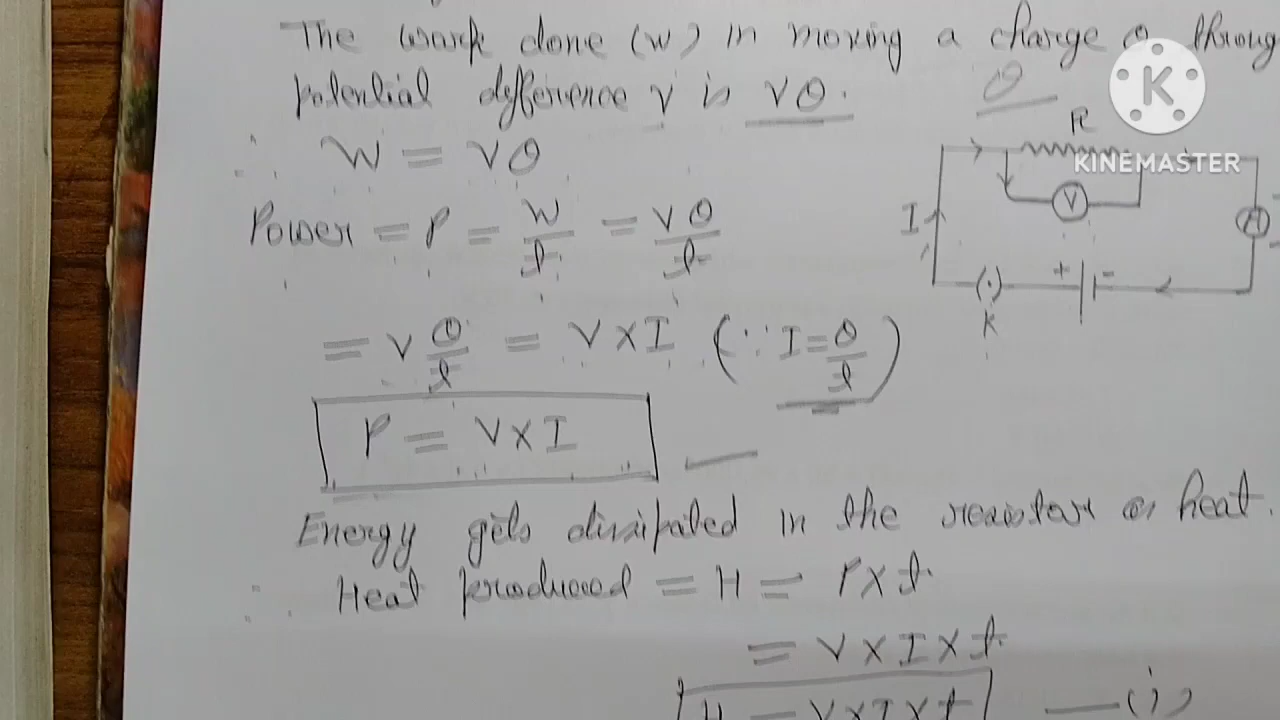 The work done (W) in moving a charge Q throug
potential difference V is VQ.
Q
∴ W = VQ
Power = P = W/t = VQ/t
= V Q/t = V×I (∵ I = Q/t)
P = V×I
Energy gets dissipated in the resistor as heat.
∴ Heat produced = H = P×t
= V×I×t
H = V×I×t — (i)
R
V
I
A
+ -
K
K
KINEMASTER